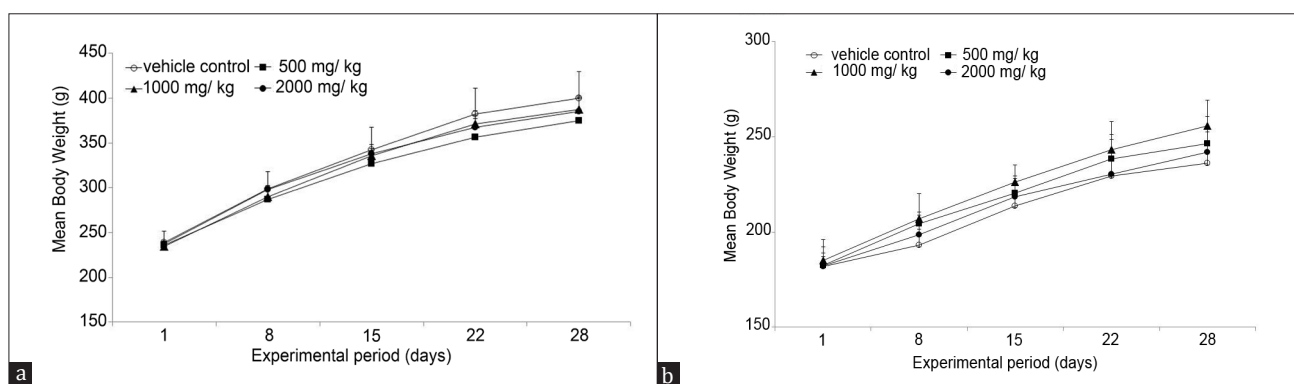 450
400
350
300
250
200
150
Mean Body Weight (g)
vehicle control 500 mg/ kg
1000 mg/ kg 2000 mg/ kg
1 8 15 22 28
Experimental period (days)
a
300
250
200
150
Mean Body Weight (g)
vehicle control 500 mg/ kg
1000 mg/ kg 2000 mg/ kg
1 8 15 22 28
Experimental period (days)
b